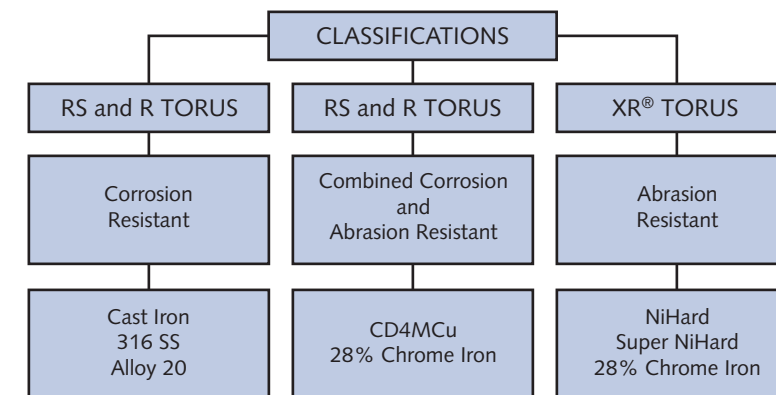 CLASSIFICATIONS
RS and R TORUS
RS and R TORUS
XR® TORUS
Corrosion
Resistant
Combined Corrosion
and
Abrasion Resistant
Abrasion
Resistant
Cast Iron
316 SS
Alloy 20
CD4MCu
28% Chrome Iron
NiHard
Super NiHard
28% Chrome Iron